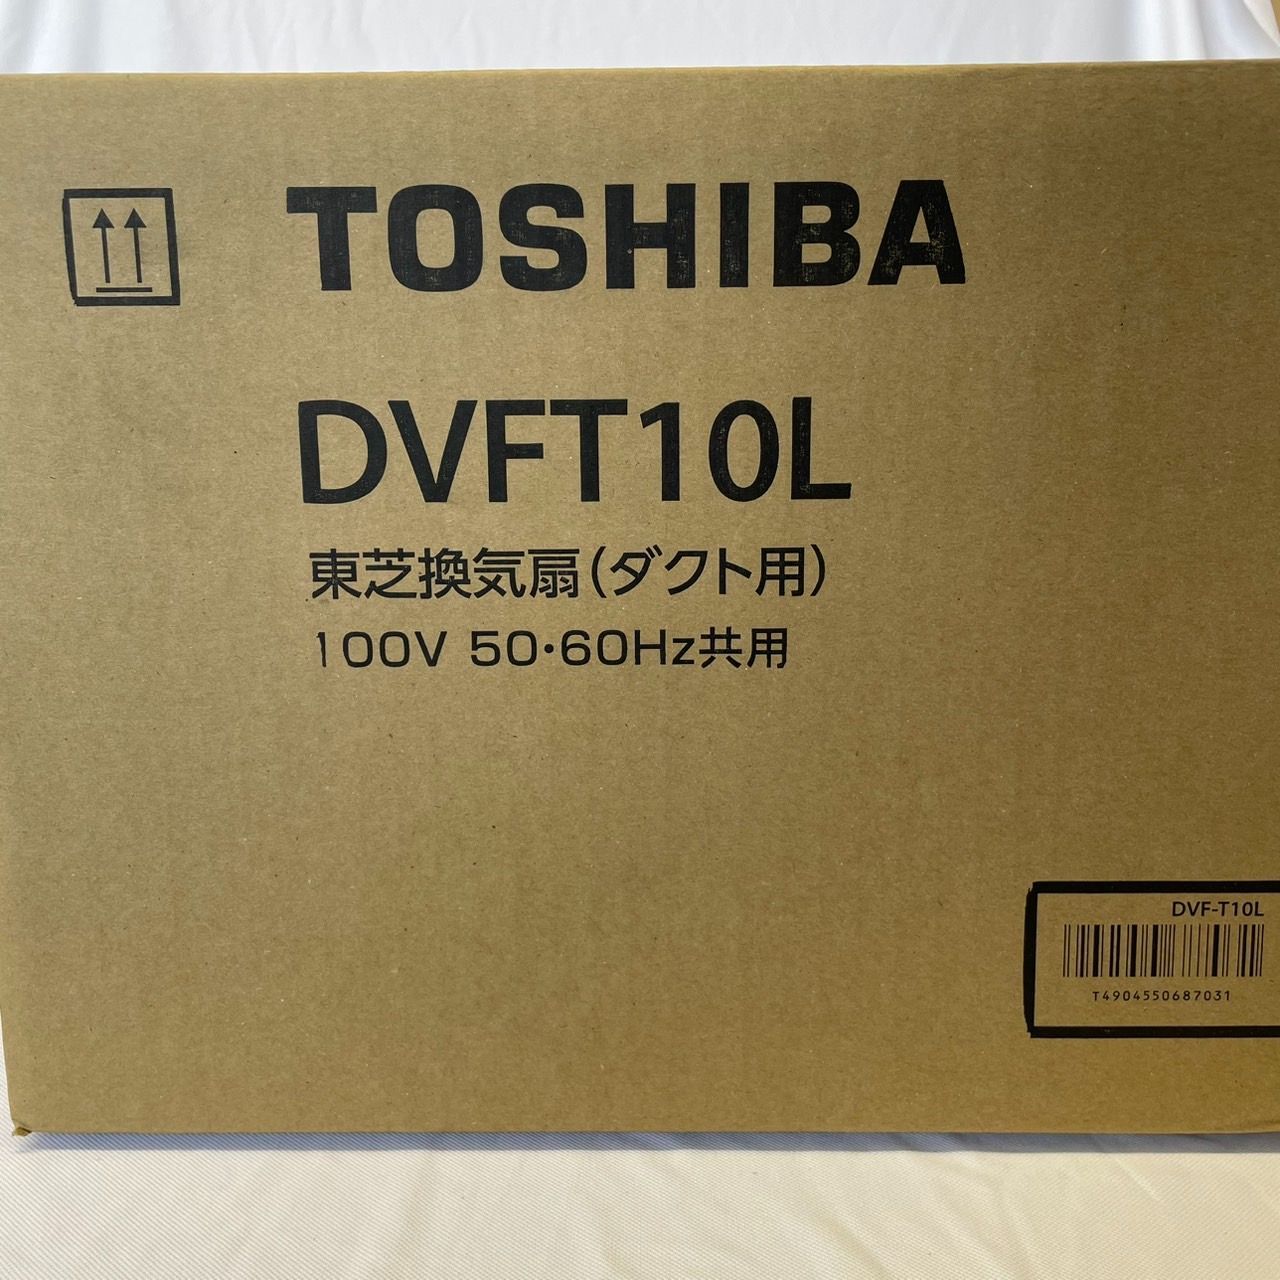 TOSHIBA
DVFT10L
東芝換気扇(ダクト用)
100V 50・60Hz共用
DVF-T10L
T4904550687031